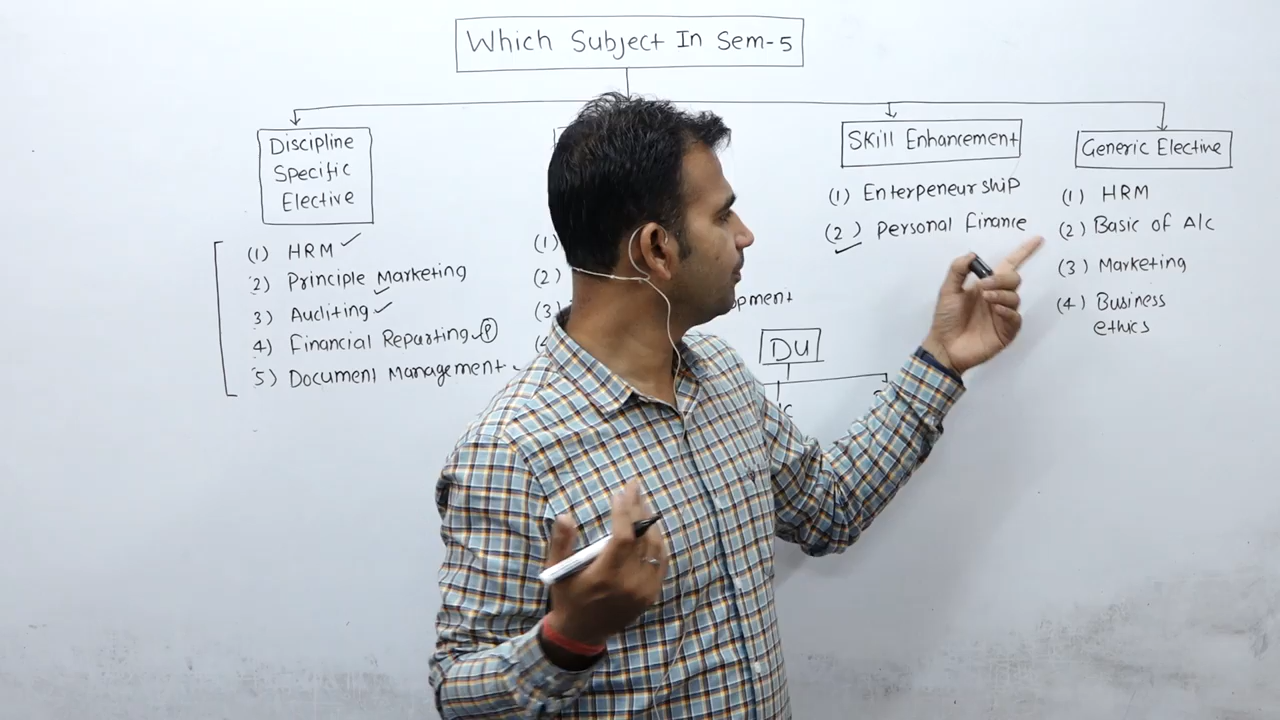 Which Subject In Sem-5
Discipline
Specific
Elective
(1) HRM
2) Principle Marketing
3) Auditing
4) Financial Reporting (P)
5) Document Management
(1)
(2)
(3)
DU
Skill Enhancement
(1) Enterpeneurship
(2) Personal Finance
Generic Elective
(1) HRM
(2) Basic of A/c
(3) Marketing
(4) Business
ethics